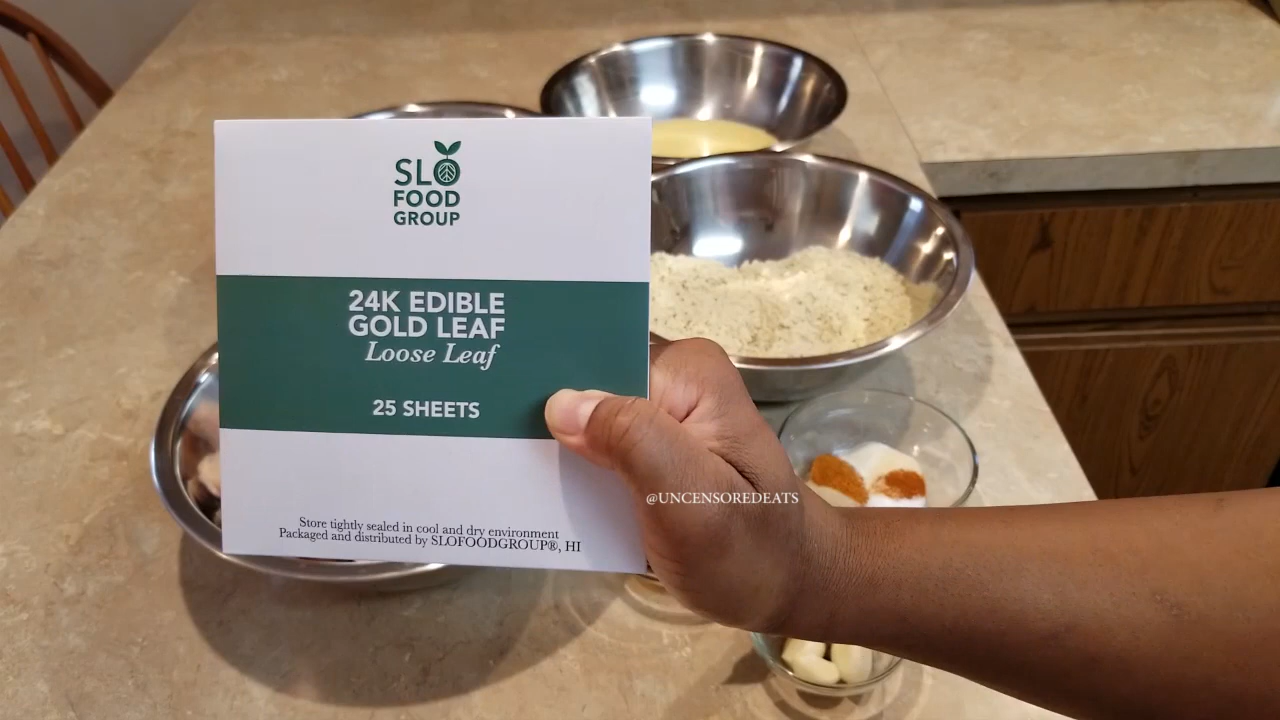 SLO
FOOD
GROUP
24K EDIBLE
GOLD LEAF
Loose Leaf
25 SHEETS
@UNCENSOREDEATS
Store tightly sealed in cool and dry environment
Packaged and distributed by SLOFOODGROUP®, HI